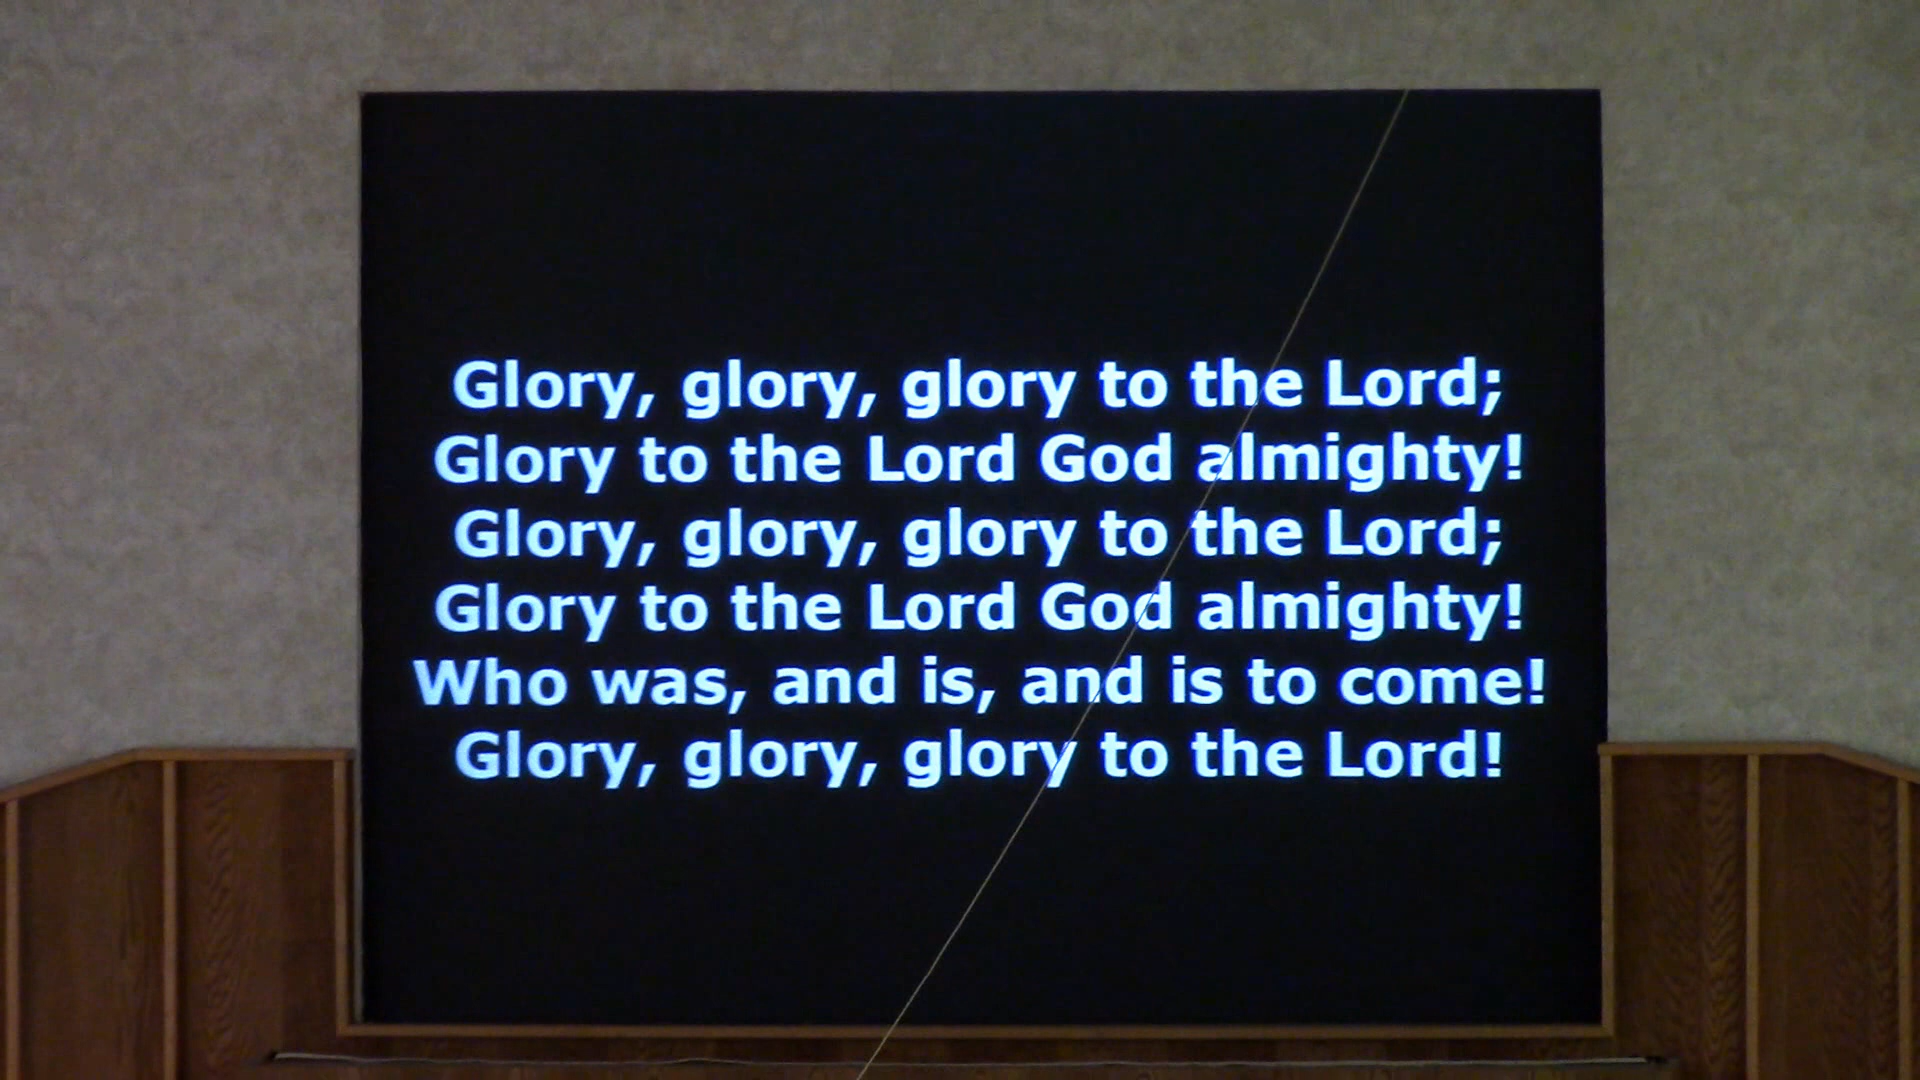 Glory, glory, glory to the Lord;
Glory to the Lord God almighty!
Glory, glory, glory to the Lord;
Glory to the Lord God almighty!
Who was, and is, and is to come!
Glory, glory, glory to the Lord!